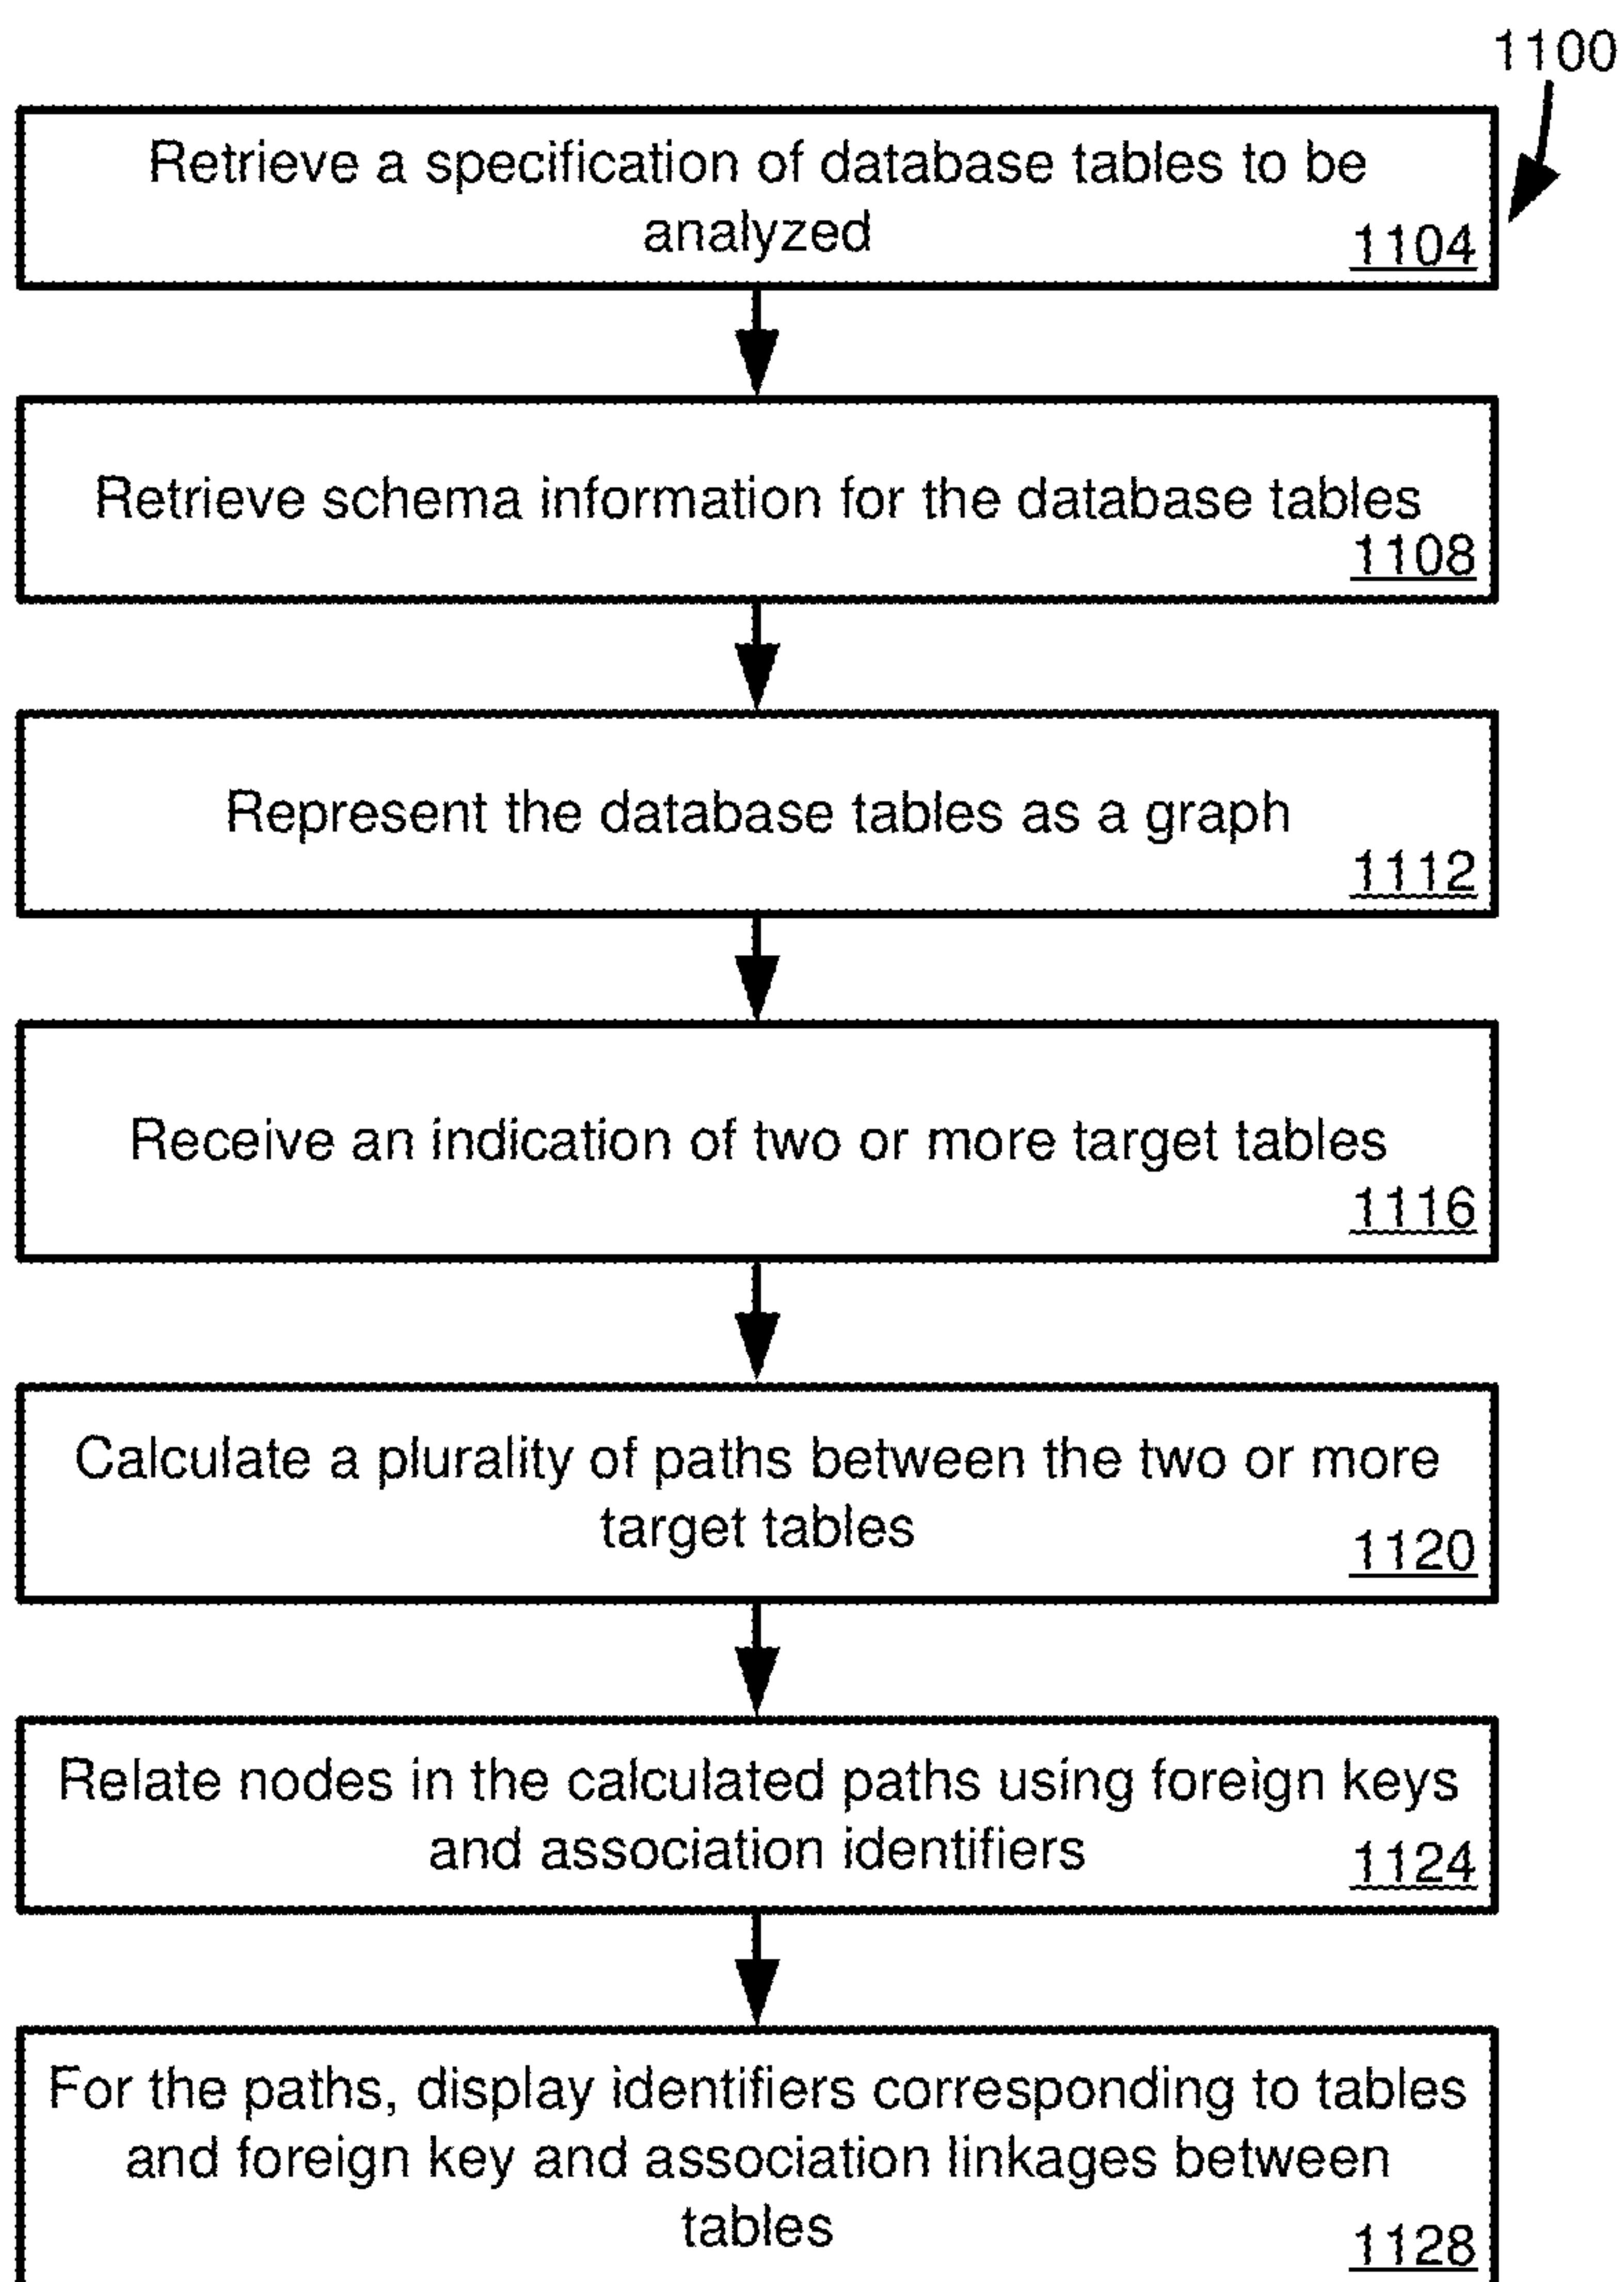 1100
Retrieve a specification of database tables to be
analyzed
1104
Retrieve schema information for the database tables
1108
Represent the database tables as a graph
1112
Receive an indication of two or more target tables
1116
Calculate a plurality of paths between the two or more
target tables
1120
Relate nodes in the calculated paths using foreign keys
and association identifiers
1124
For the paths, display identifiers corresponding to tables
and foreign key and association linkages between
tables
1128